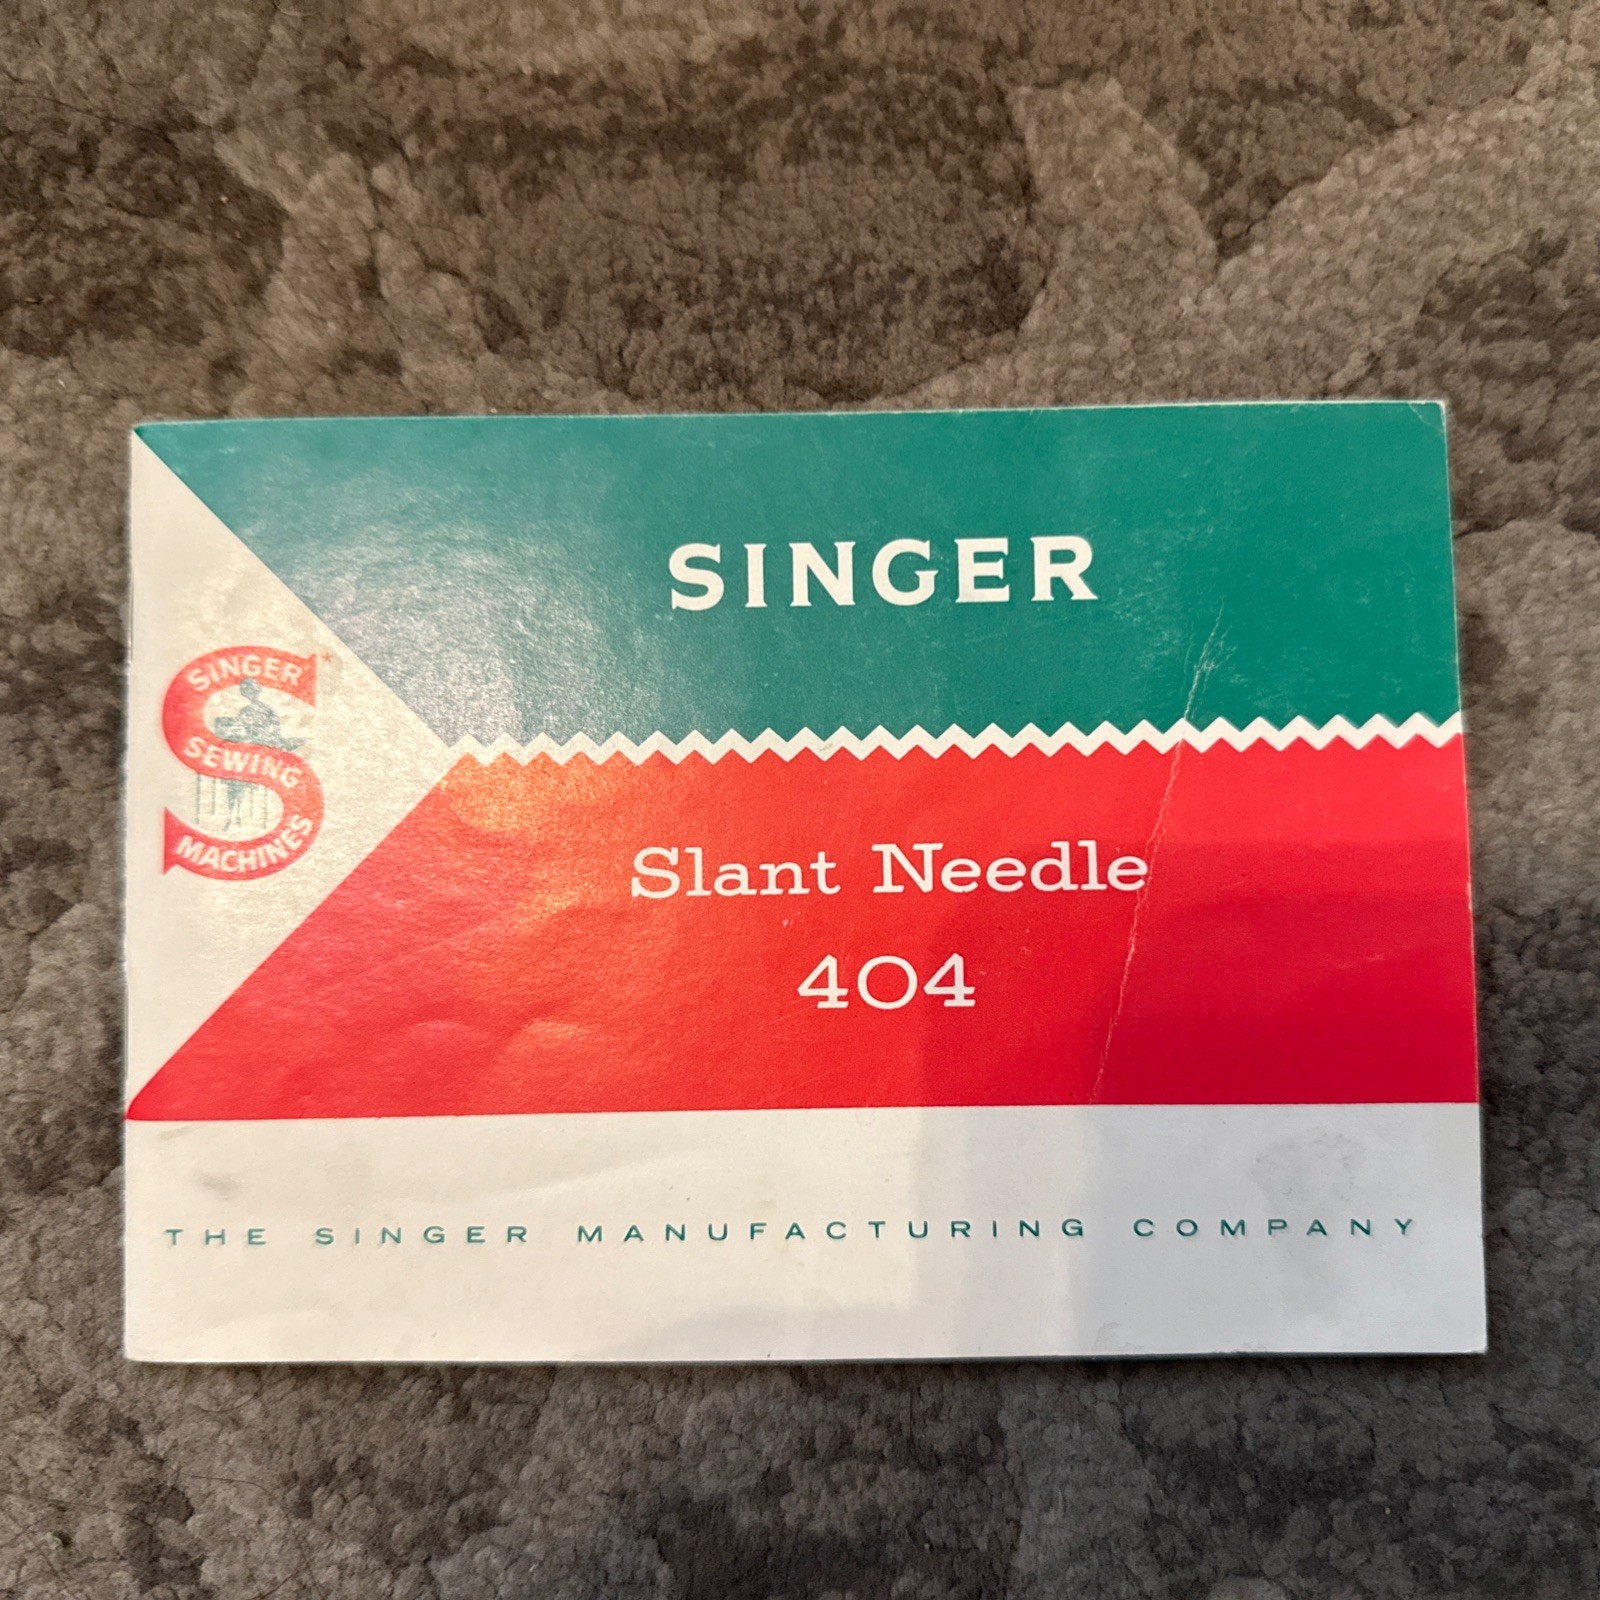 SINGER
SINGER
SEWING
MACHINES
Slant Needle
404
THE SINGER MANUFACTURING COMPANY